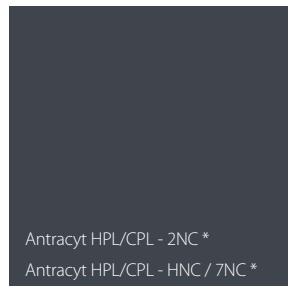 Antracyt HPL/CPL - 2NC *
Antracyt HPL/CPL - HNC / 7NC *